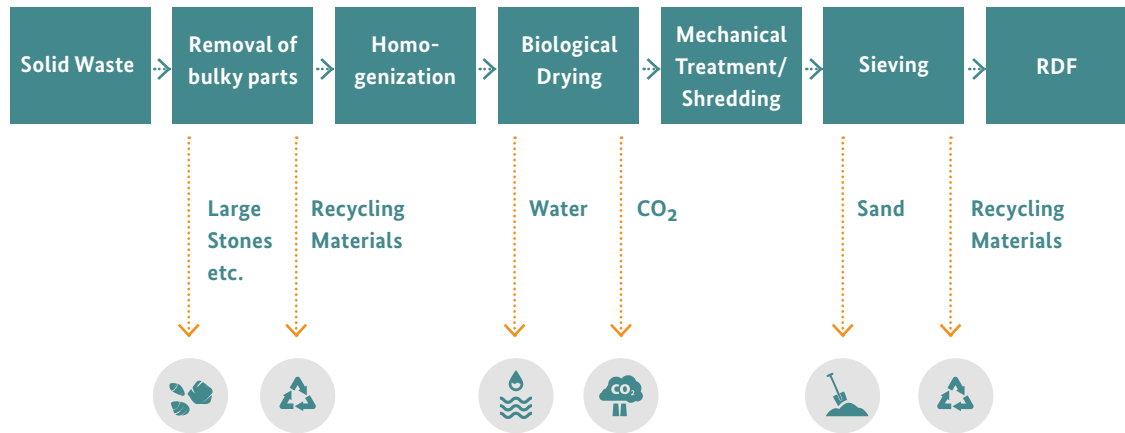 Solid Waste
Removal of
bulky parts
Homo-
genization
Biological
Drying
Mechanical
Treatment/
Shredding
Sieving
RDF
Large
Stones
etc.
Recycling
Materials
Water
CO₂
Sand
Recycling
Materials
CO₂